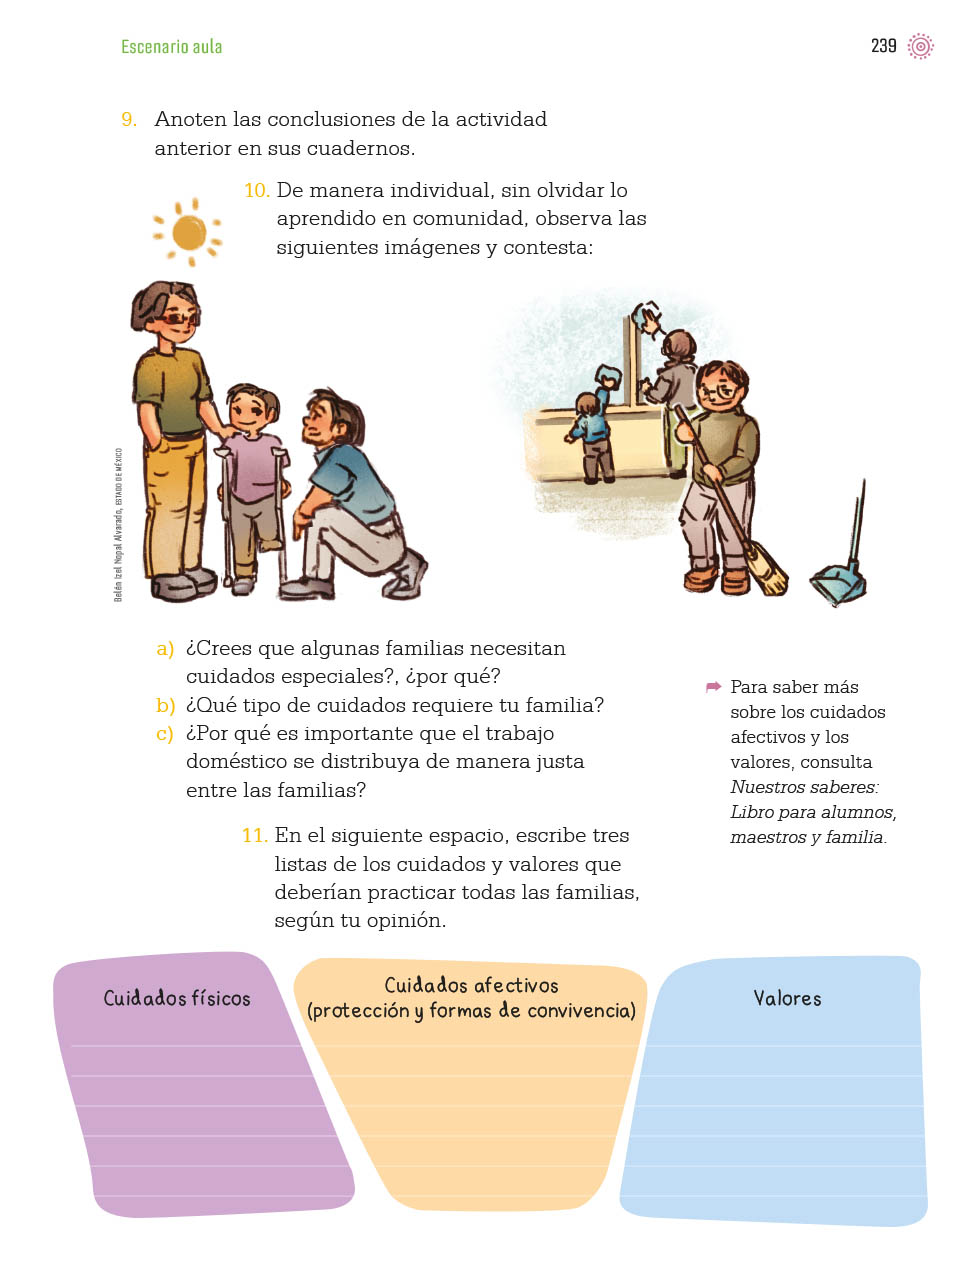 Escenario aula
239
9. Anoten las conclusiones de la actividad
anterior en sus cuadernos.
10. De manera individual, sin olvidar lo
aprendido en comunidad, observa las
siguientes imágenes y contesta:
Belén Izel Nopal Alvarado, ESTADO DE MÉXICO
a) ¿Crees que algunas familias necesitan
cuidados especiales?, ¿por qué?
b) ¿Qué tipo de cuidados requiere tu familia?
c) ¿Por qué es importante que el trabajo
doméstico se distribuya de manera justa
entre las familias?
Para saber más
sobre los cuidados
afectivos y los
valores, consulta
Nuestros saberes:
Libro para alumnos,
maestros y familia.
11. En el siguiente espacio, escribe tres
listas de los cuidados y valores que
deberían practicar todas las familias,
según tu opinión.
Cuidados físicos
Cuidados afectivos
(protección y formas de convivencia)
Valores